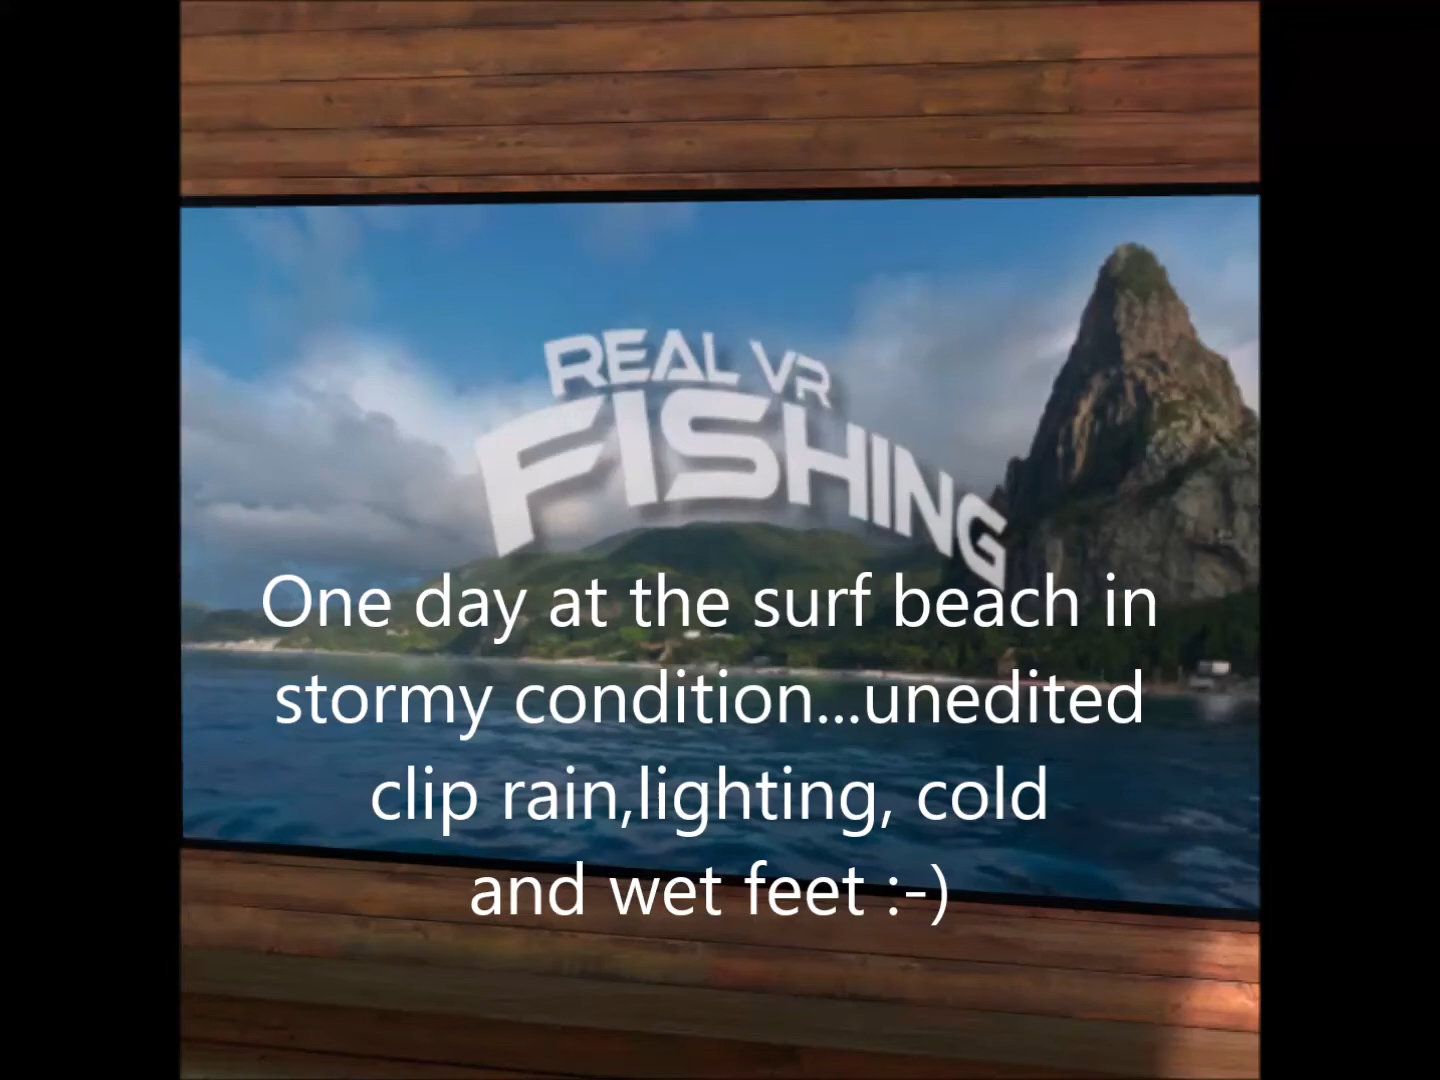 REAL VR
FISHING
One day at the surf beach in
stormy condition...unedited
clip rain,lighting, cold
and wet feet :-)